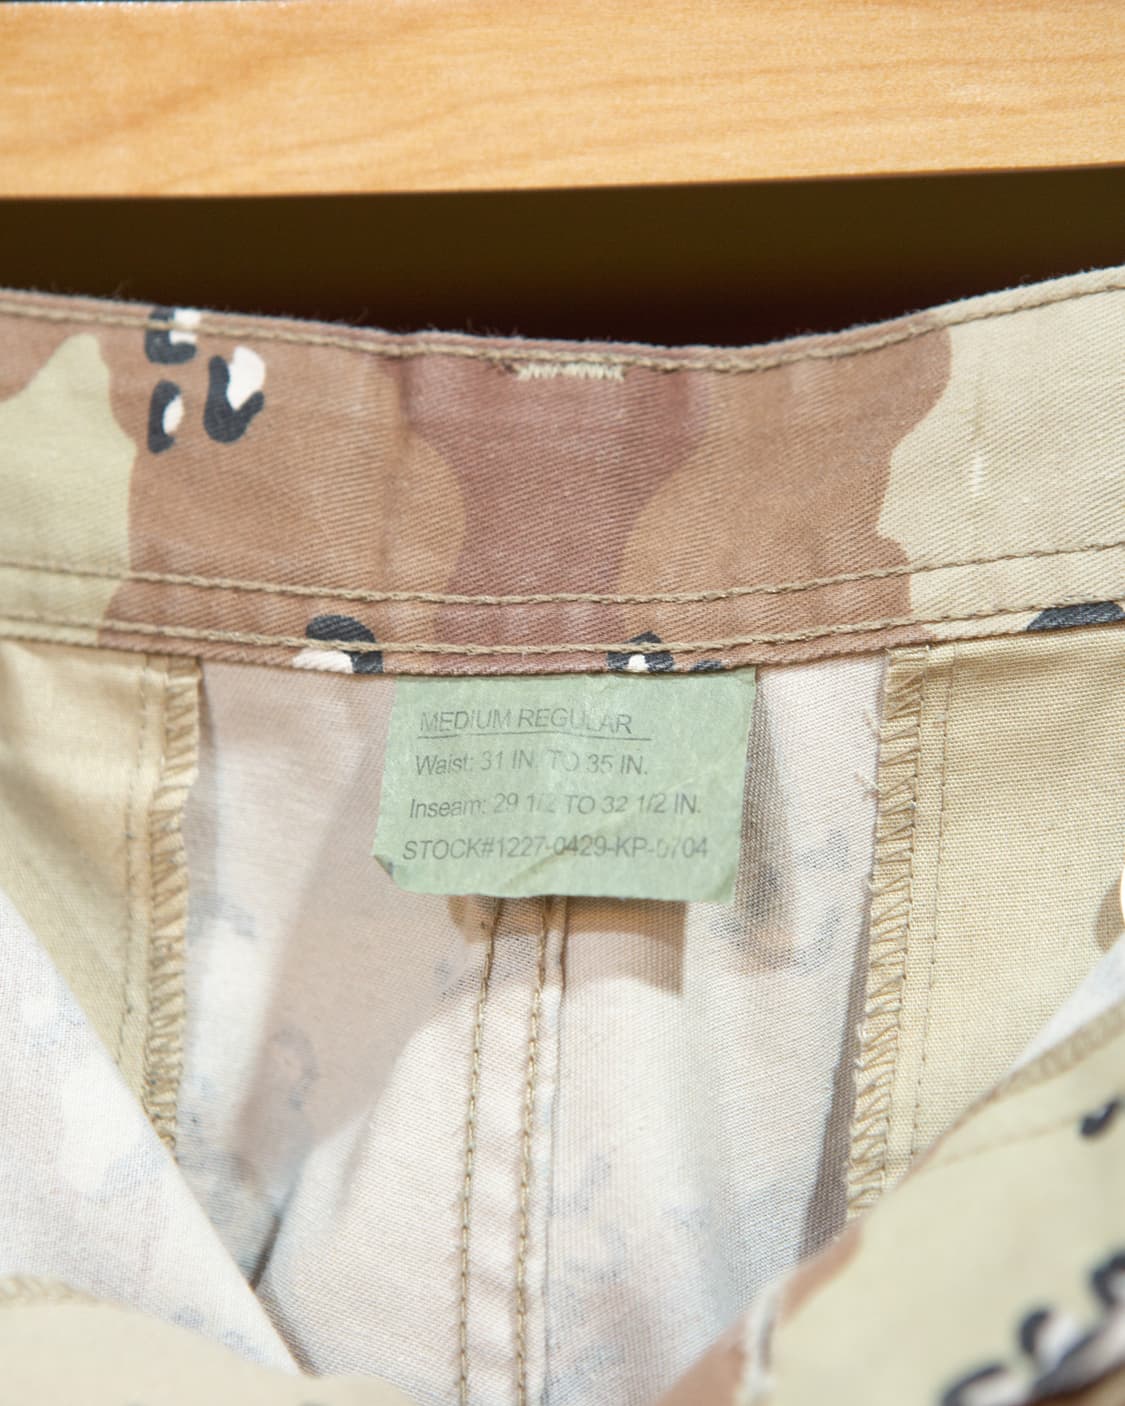 MEDIUM REGULAR
Waist: 31 IN. TO 35 IN.
Inseam: 29 1/2 TO 32 1/2 IN.
STOCK#1227-0429-KP-0704